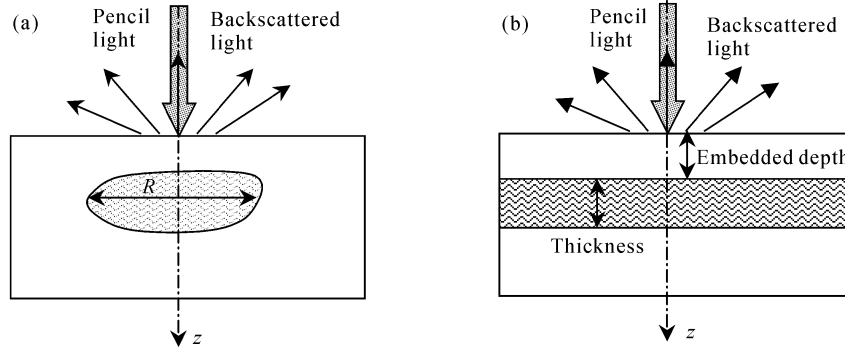 (a)
Pencil
light
Backscattered
light
R
z
(b)
Pencil
light
Backscattered
light
Embedded depth
Thickness
z